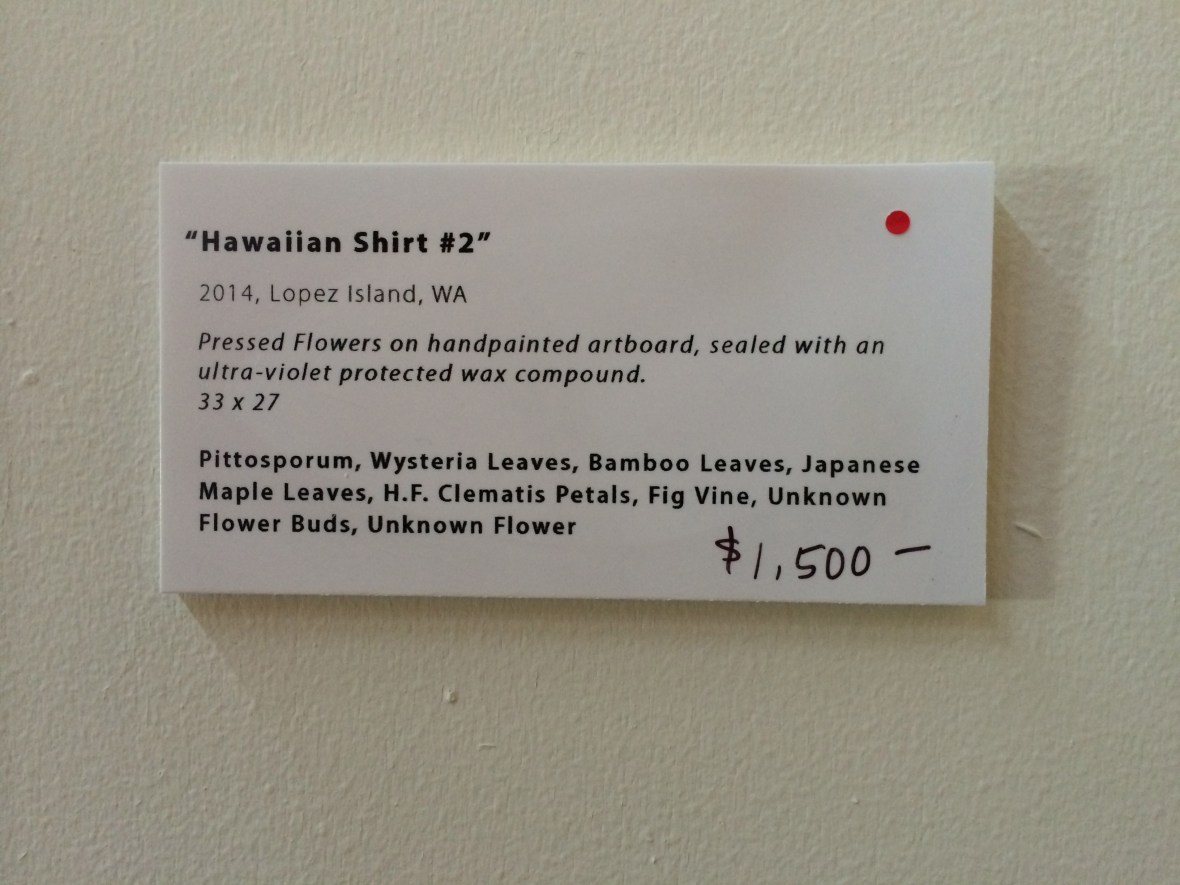 “Hawaiian Shirt #2”
2014, Lopez Island, WA
Pressed Flowers on handpainted artboard, sealed with an
ultra-violet protected wax compound.
33 x 27
Pittosporum, Wysteria Leaves, Bamboo Leaves, Japanese
Maple Leaves, H.F. Clematis Petals, Fig Vine, Unknown
Flower Buds, Unknown Flower
$1,500 –